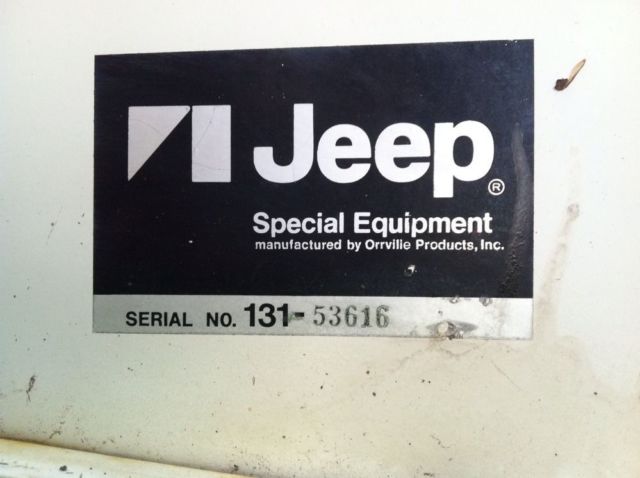 Jeep®
Special Equipment
manufactured by Orrville Products, Inc.
SERIAL NO. 131-53616